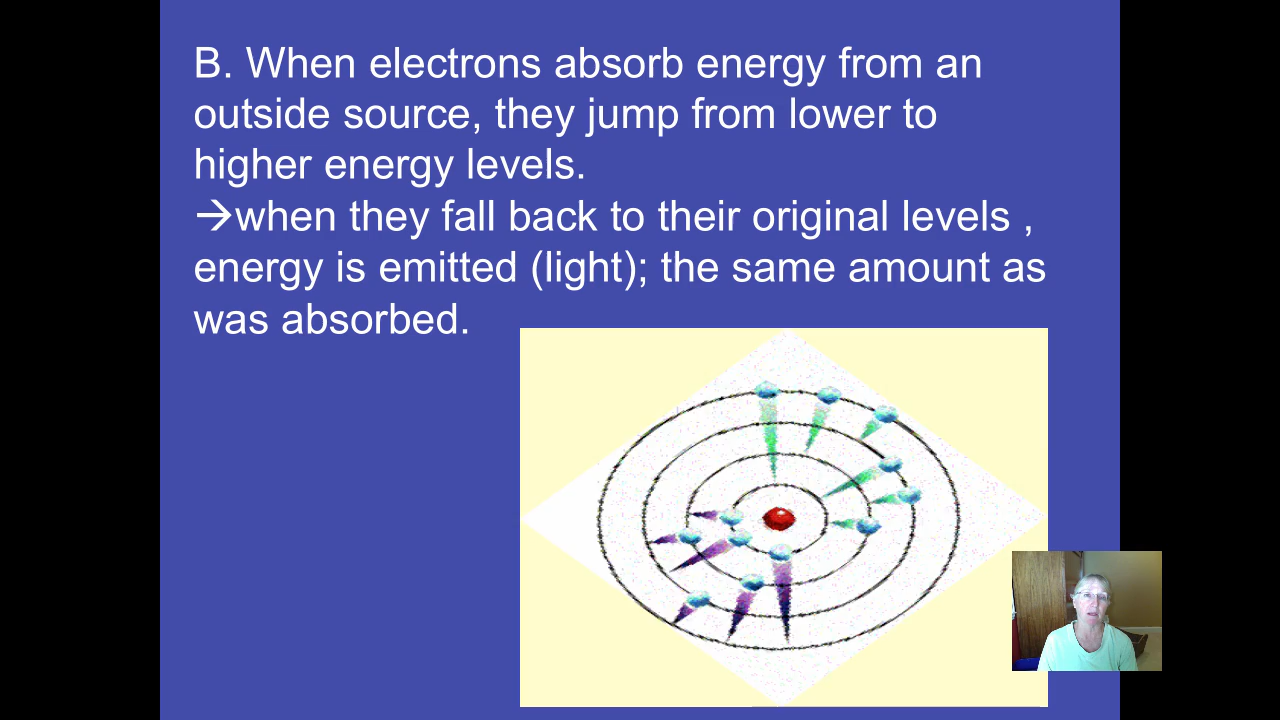 B. When electrons absorb energy from an
outside source, they jump from lower to
higher energy levels.
→when they fall back to their original levels ,
energy is emitted (light); the same amount as
was absorbed.